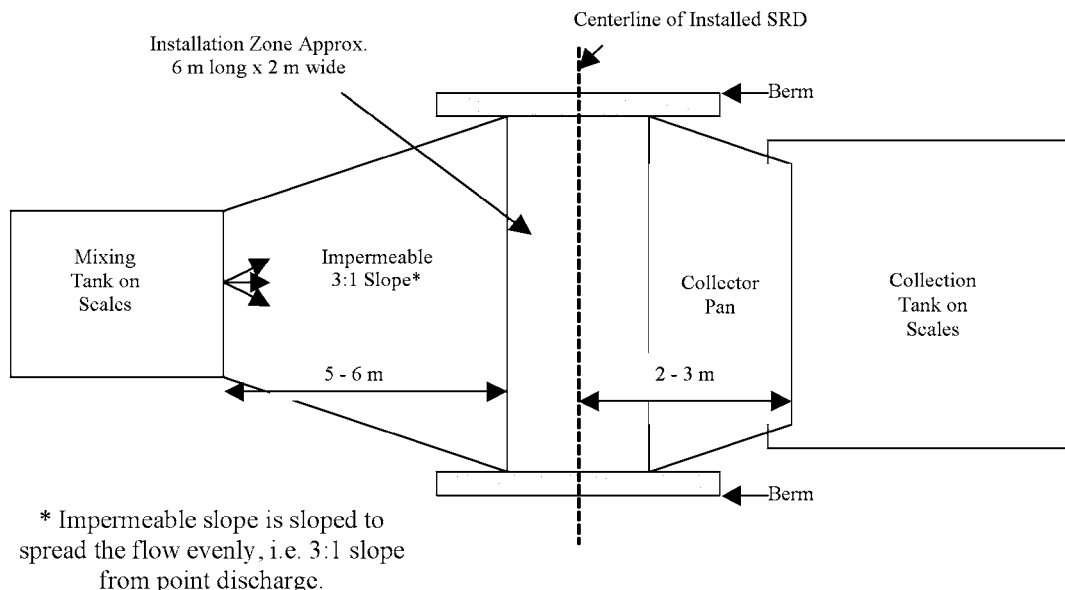 Centerline of Installed SRD
Installation Zone Approx.
6 m long x 2 m wide
Berm
Mixing
Tank on
Scales
Impermeable
3:1 Slope*
Collector
Pan
Collection
Tank on
Scales
5 - 6 m
2 - 3 m
Berm
* Impermeable slope is sloped to
spread the flow evenly, i.e. 3:1 slope
from point discharge.